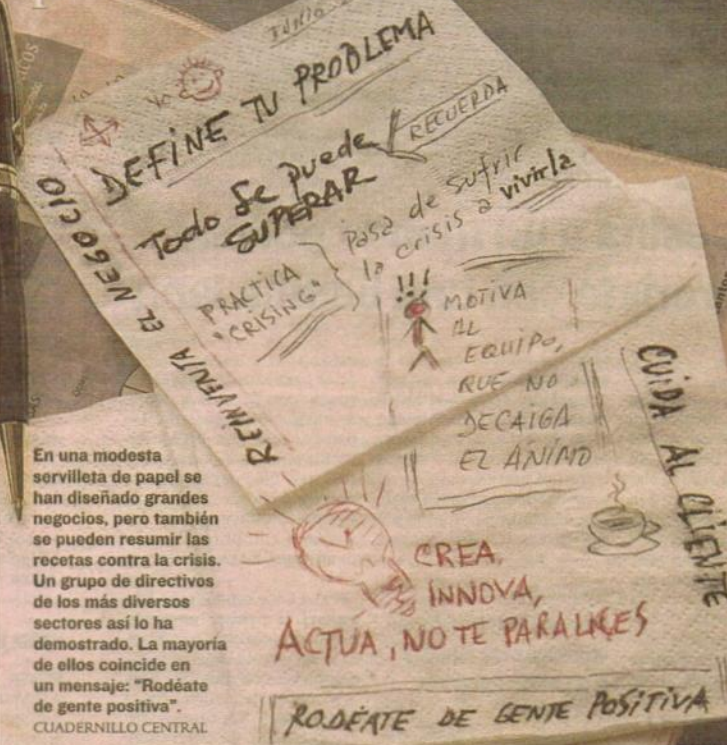 JUNIO
YO
DEFINE TU PROBLEMA
Todo Se puede
SUPERAR
RECUERDA
Pasa de sufrir
la crisis a vivirla
PRACTICA
"CRISING"
REINVENTA EL NEGOCIO
!!!
MOTIVA
AL
EQUIPO,
QUE NO
DECAIGA
EL ÁNIMO
CUIDA AL CLIENTE
CREA,
INNOVA,
ACTUA, NO TE PARALICES
RODÉATE DE GENTE POSITIVA
En una modesta
servilleta de papel se
han diseñado grandes
negocios, pero también
se pueden resumir las
recetas contra la crisis.
Un grupo de directivos
de los más diversos
sectores así lo ha
demostrado. La mayoría
de ellos coincide en
un mensaje: "Rodéate
de gente positiva".
CUADERNILLO CENTRAL